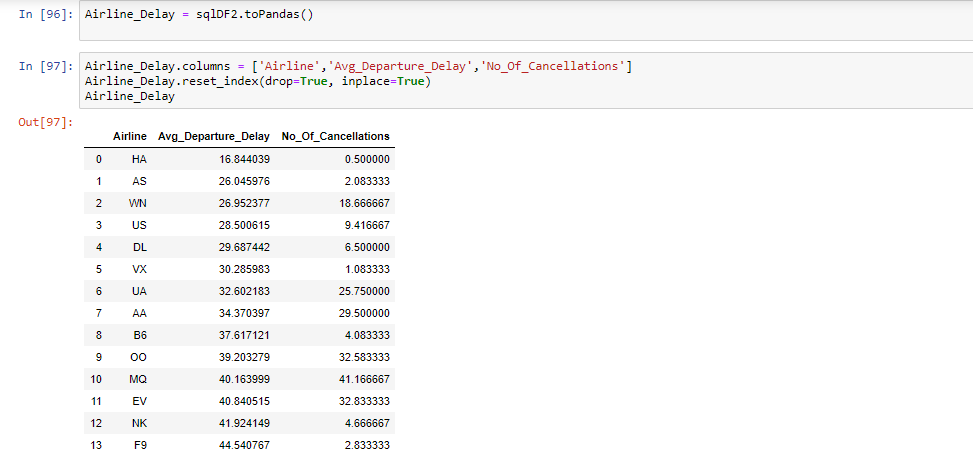 In [96]: Airline_Delay = sqlDF2.toPandas()
In [97]: Airline_Delay.columns = ['Airline','Avg_Departure_Delay','No_Of_Cancellations']
Airline_Delay.reset_index(drop=True, inplace=True)
Airline_Delay
Out[97]:
Airline Avg_Departure_Delay No_Of_Cancellations
0 HA 16.844039 0.500000
1 AS 26.045976 2.083333
2 WN 26.952377 18.666667
3 US 28.500615 9.416667
4 DL 29.687442 6.500000
5 VX 30.285983 1.083333
6 UA 32.602183 25.750000
7 AA 34.370397 29.500000
8 B6 37.617121 4.083333
9 OO 39.203279 32.583333
10 MQ 40.163999 41.166667
11 EV 40.840515 32.833333
12 NK 41.924149 4.666667
13 F9 44.540767 2.833333